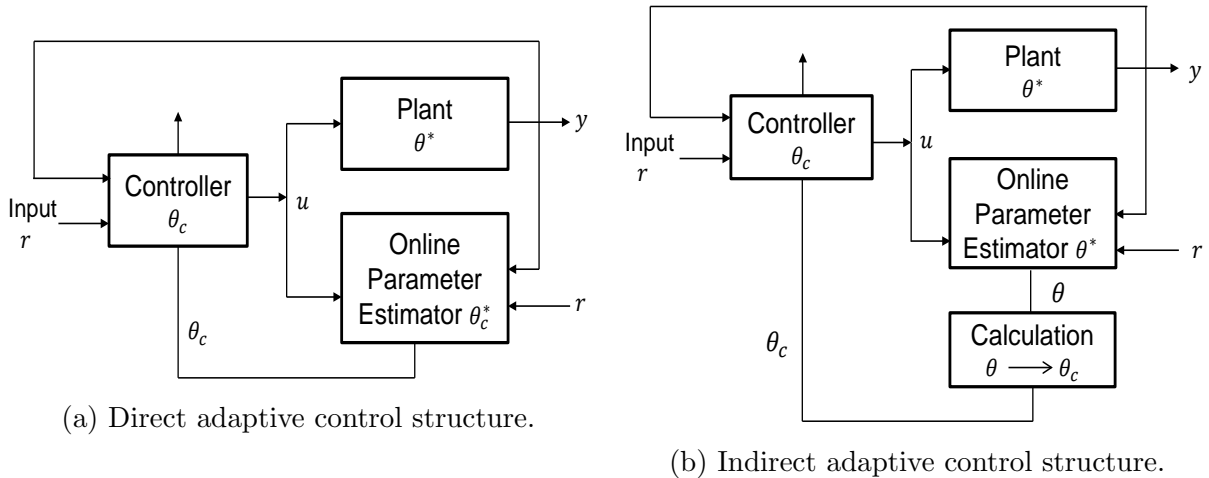 Plant
θ*
y
Controller
θ_c
Input
r
u
Online
Parameter
Estimator θ_c*
r
θ_c
(a) Direct adaptive control structure.
Plant
θ*
y
Controller
θ_c
Input
r
u
Online
Parameter
Estimator θ*
r
θ
Calculation
θ ⟶ θ_c
θ_c
(b) Indirect adaptive control structure.